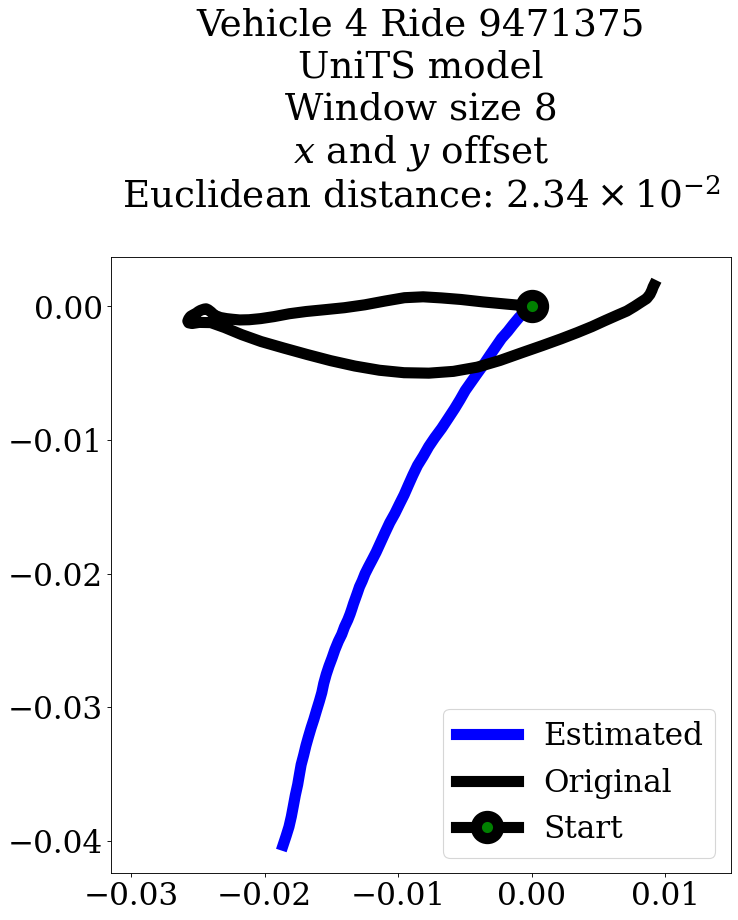 Vehicle 4 Ride 9471375
UniTS model
Window size 8
x and y offset
Euclidean distance: 2.34 × 10⁻²
0.00
−0.01
−0.02
−0.03
−0.04
Estimated
Original
Start
−0.03
−0.02
−0.01
0.00
0.01